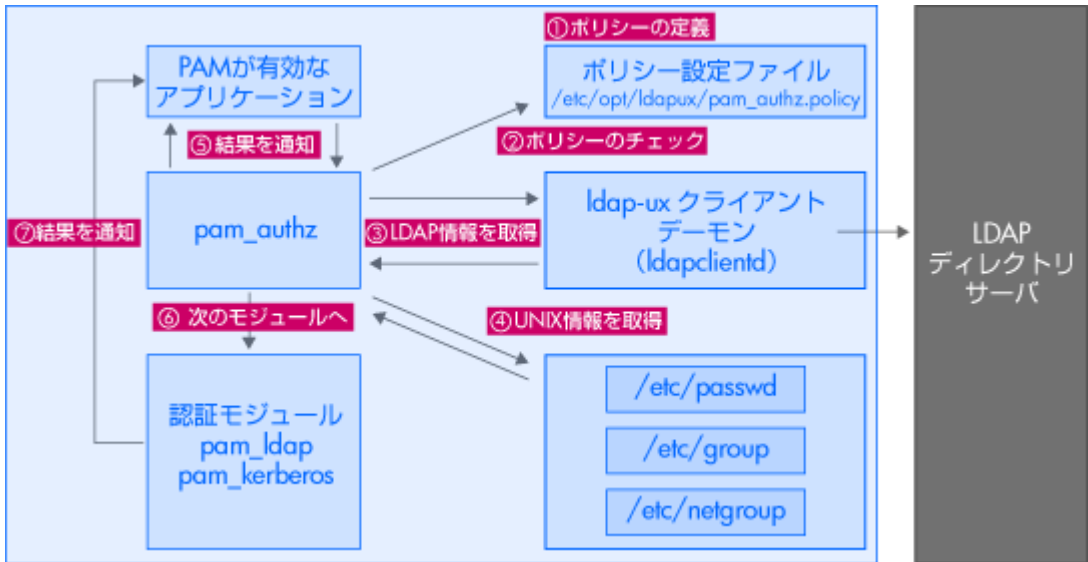 ①ポリシーの定義
PAMが有効な
アプリケーション
ポリシー設定ファイル
/etc/opt/ldapux/pam_authz.policy
⑤結果を通知
②ポリシーのチェック
pam_authz
ldap-ux クライアント
デーモン
（ldapclientd）
⑦結果を通知
③LDAP情報を取得
LDAP
ディレクトリ
サーバ
⑥ 次のモジュールへ
④UNIX情報を取得
認証モジュール
pam_ldap
pam_kerberos
/etc/passwd
/etc/group
/etc/netgroup